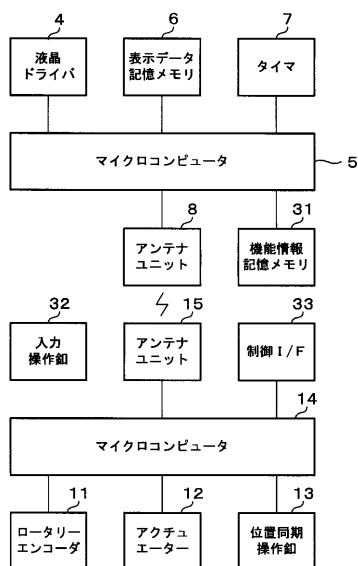 4
6
7
液晶
ドライバ
表示データ
記憶メモリ
タイマ
マイクロコンピュータ
5
8
31
アンテナ
ユニット
機能情報
記憶メモリ
32
15
33
入力
操作釦
アンテナ
ユニット
制御I/F
14
マイクロコンピュータ
11
12
13
ロータリー
エンコーダ
アクチュ
エーター
位置同期
操作釦